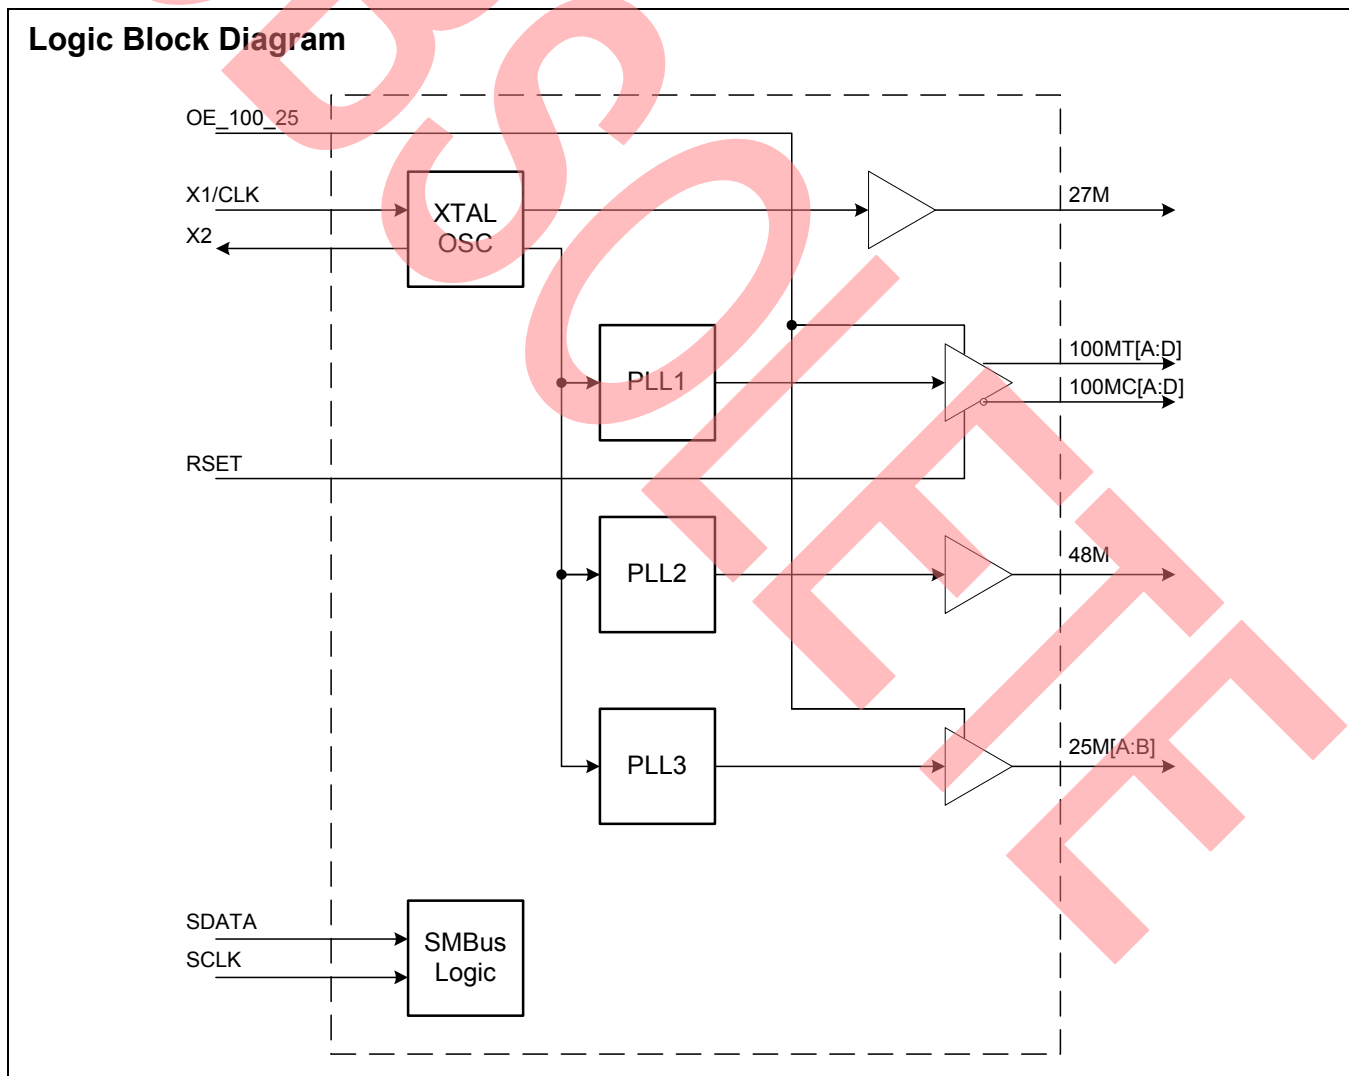 Logic Block Diagram
OE_100_25
X1/CLK
X2
XTAL
OSC
27M
PLL1
100MT[A:D]
100MC[A:D]
RSET
PLL2
48M
PLL3
25M[A:B]
SDATA
SCLK
SMBus
Logic
OBSOLETE